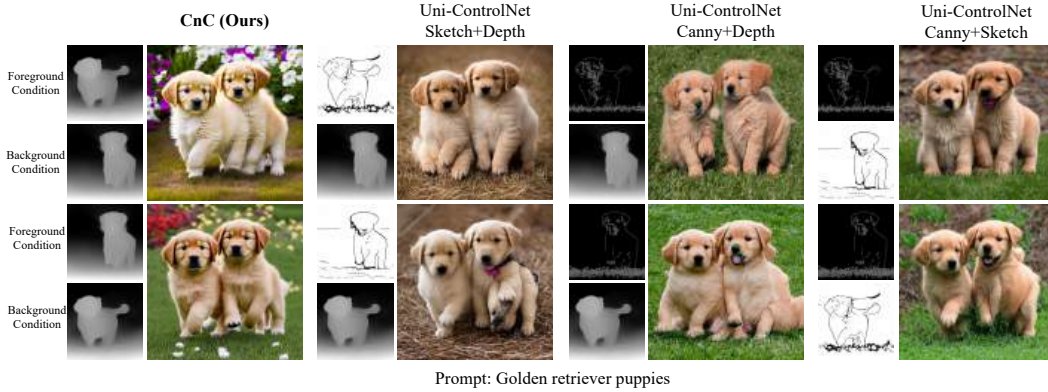 CnC (Ours)
Uni-ControlNet
Sketch+Depth
Uni-ControlNet
Canny+Depth
Uni-ControlNet
Canny+Sketch
Foreground
Condition
Background
Condition
Foreground
Condition
Background
Condition
Prompt: Golden retriever puppies